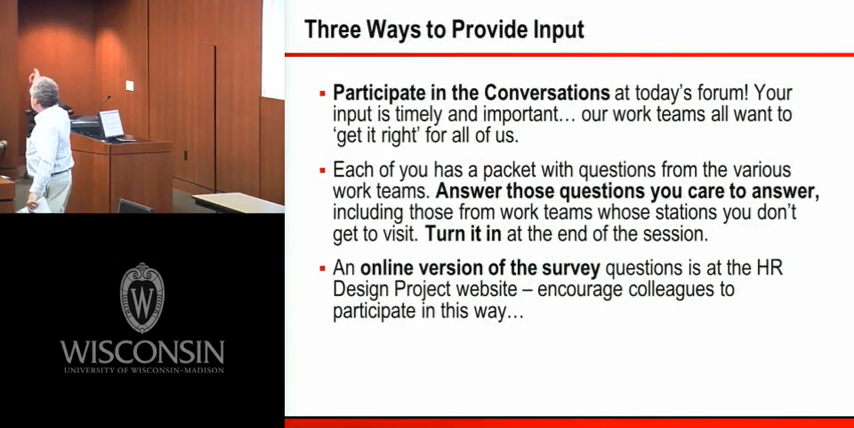 Three Ways to Provide Input
▪ Participate in the Conversations at today's forum! Your
input is timely and important… our work teams all want to
'get it right' for all of us.
▪ Each of you has a packet with questions from the various
work teams. Answer those questions you care to answer,
including those from work teams whose stations you don't
get to visit. Turn it in at the end of the session.
▪ An online version of the survey questions is at the HR
Design Project website – encourage colleagues to
participate in this way…
W
WISCONSIN
UNIVERSITY OF WISCONSIN–MADISON